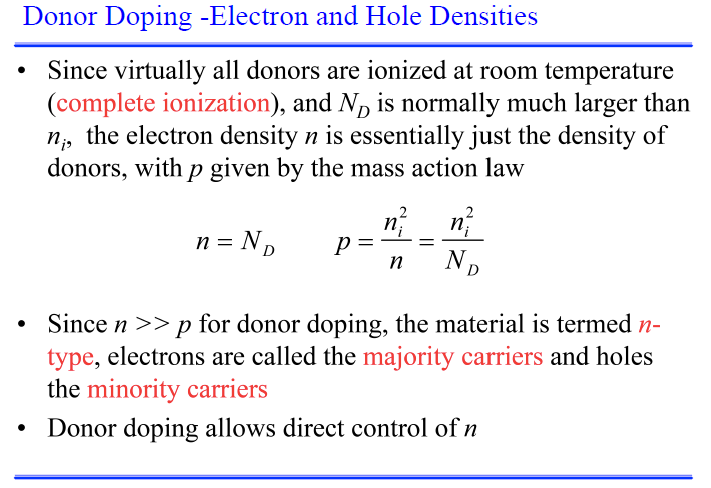 Donor Doping -Electron and Hole Densities
• Since virtually all donors are ionized at room temperature
(complete ionization), and N_D is normally much larger than
n_i, the electron density n is essentially just the density of
donors, with p given by the mass action law
n = N_D    p = n_i^2 / n = n_i^2 / N_D
• Since n >> p for donor doping, the material is termed n-
type, electrons are called the majority carriers and holes
the minority carriers
• Donor doping allows direct control of n